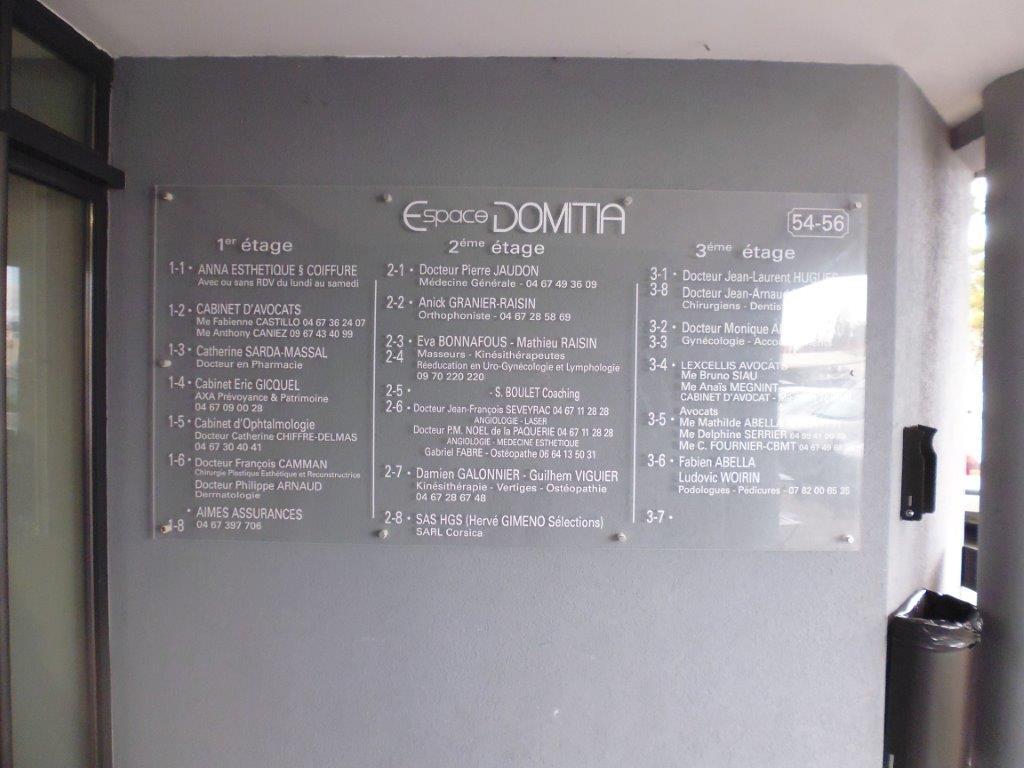 Espace DOMITIA
54-56
1er étage
1-1 • ANNA ESTHETIQUE § COIFFURE
Avec ou sans RDV du lundi au samedi
1-2 • CABINET D'AVOCATS
Me Fabienne CASTILLO 04 67 36 24 07
Me Anthony CANIEZ 09 67 43 40 99
1-3 • Catherine SARDA-MASSAL
Docteur en Pharmacie
1-4 • Cabinet Eric GICQUEL
AXA Prévoyance & Patrimoine
04 67 09 00 28
1-5 • Cabinet d'Ophtalmologie
Docteur Catherine CHIFFRE-DELMAS
04 67 30 40 41
1-6 • Docteur François CAMMAN
Chirurgie Plastique Esthétique et Reconstructrice
Docteur Philippe ARNAUD
Dermatologie
• AIMES ASSURANCES
1-8 04 67 397 706
2éme étage
2-1 • Docteur Pierre JAUDON
Médecine Générale - 04 67 49 36 09
2-2 • Anick GRANIER-RAISIN
Orthophoniste - 04 67 28 58 69
2-3 • Eva BONNAFOUS - Mathieu RAISIN
2-4 Masseurs - Kinésithérapeutes
Rééducation en Uro-Gynécologie et Lymphologie
09 70 220 220
2-5 • - S. BOULET Coaching
2-6 • Docteur Jean-François SEVEYRAC 04 67 11 28 28
ANGIOLOGIE - LASER
Docteur P.M. NOEL de la PAQUERIE 04 67 11 28 28
ANGIOLOGIE - MEDECINE ESTHETIQUE
Gabriel FABRE - Ostéopathe 06 64 13 50 31
2-7 • Damien GALONNIER - Guilhem VIGUIER
Kinésithérapie - Vertiges - Ostéopathie
04 67 28 67 48
2-8 • SAS HGS (Hervé GIMENO Sélections)
SARL Corsica
3éme étage
3-1 • Docteur Jean-Laurent HUGUES
3-8 Docteur Jean-Arnaud
Chirurgiens - Dentis
3-2 • Docteur Monique
3-3 Gynécologie -
3-4 • LEXCELLIS AVOCATS
Me Bruno SIAU
Me Anaïs MEGNINT
CABINET D'AVOCAT -
Avocats
3-5 • Me Mathilde ABELLA
Me Delphine SERRIER 04 99 41
Me C. FOURNIER-CBMT 04 67 49
3-6 • Fabien ABELLA
Ludovic WOIRIN
Podologues - Pédicures - 07 82 00 65 35
3-7 •